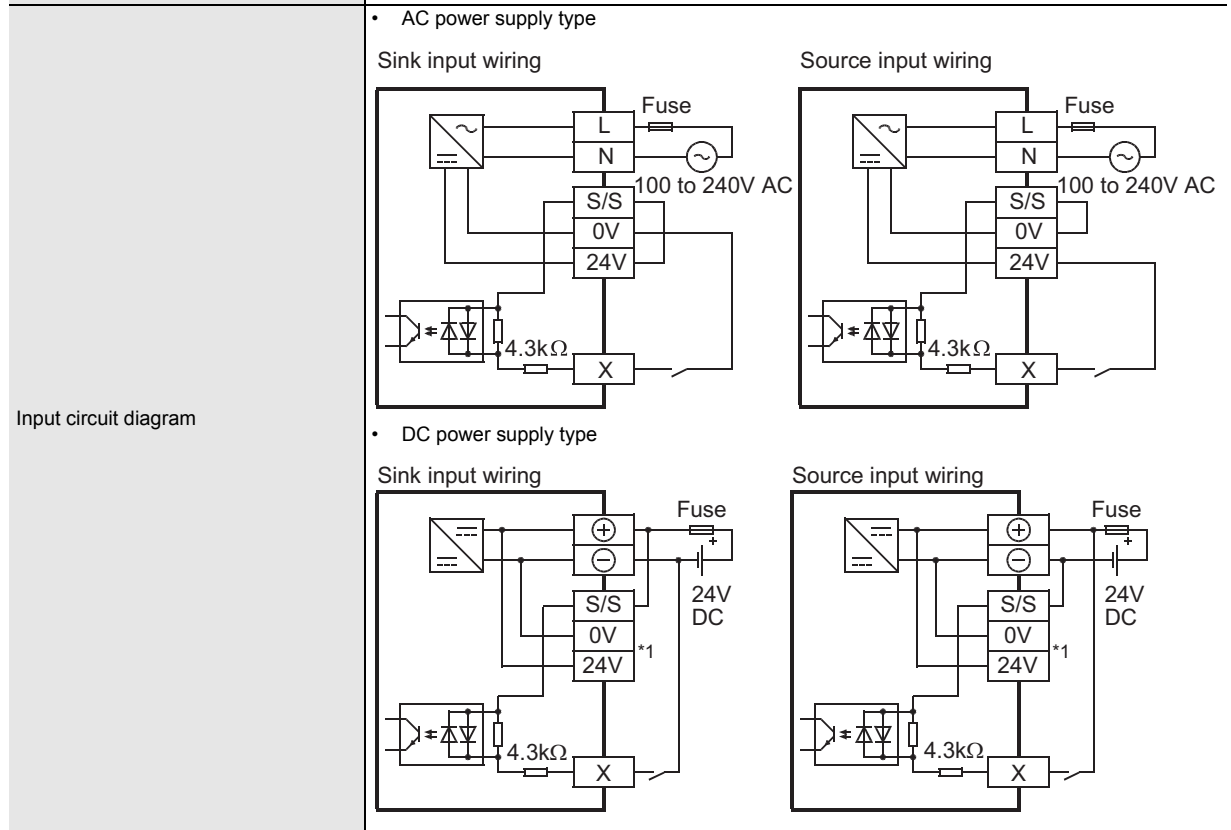 Input circuit diagram
• AC power supply type
Sink input wiring
Fuse
L
N
100 to 240V AC
S/S
0V
24V
4.3kΩ
X
Source input wiring
Fuse
L
N
100 to 240V AC
S/S
0V
24V
4.3kΩ
X
• DC power supply type
Sink input wiring
Fuse
+
24V
DC
S/S
0V
24V
*1
4.3kΩ
X
Source input wiring
Fuse
+
24V
DC
S/S
0V
24V
*1
4.3kΩ
X